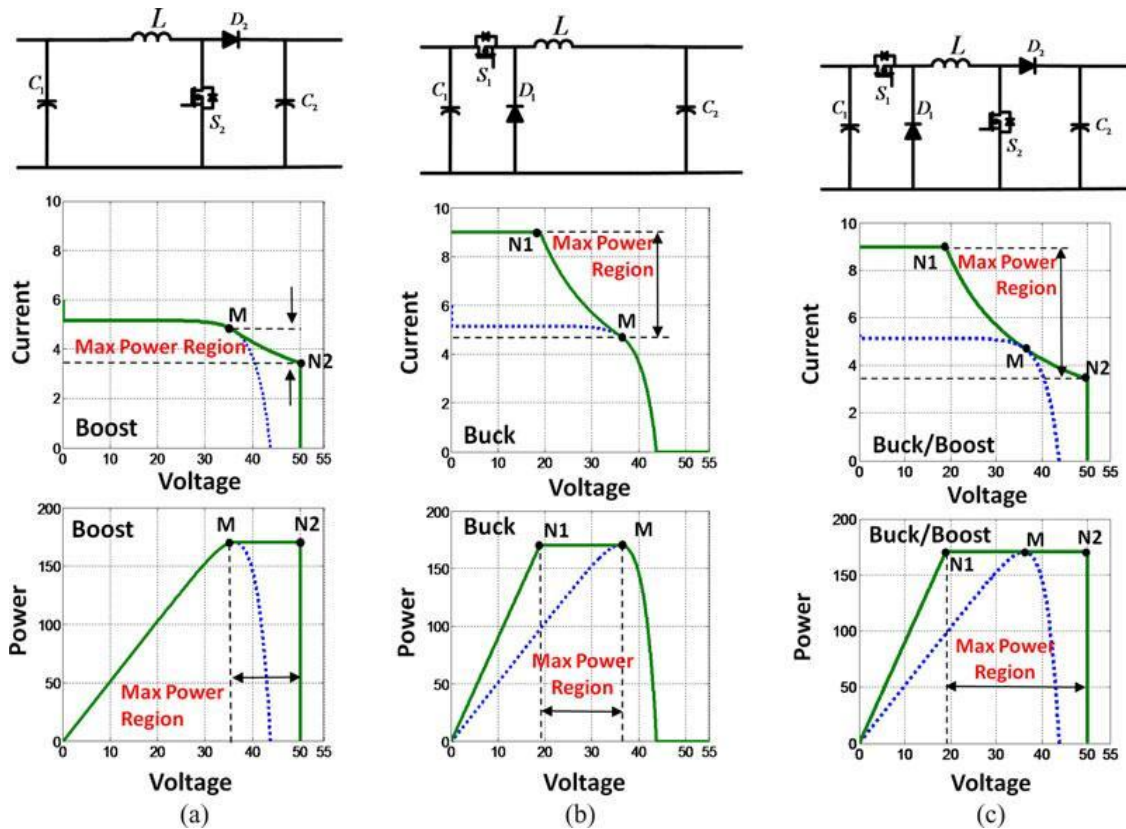 L
D2
C1
S2
C2
S1
L
C1
D1
C2
L
D2
S1
C1
D1
S2
C2
10
8
6
4
2
0
Current
M
Max Power Region
N2
Boost
0 10 20 30 40 50 55
Voltage
10
8
6
4
2
0
Current
N1
Max Power
Region
M
Buck
0 10 20 30 40 50 55
Voltage
10
8
6
4
2
0
Current
N1
Max Power
Region
M
N2
Buck/Boost
0 10 20 30 40 50 55
Voltage
200
150
100
50
0
Power
Boost
M
N2
Max Power
Region
0 10 20 30 40 50 55
Voltage
(a)
200
150
100
50
0
Power
Buck
N1
M
Max Power
Region
0 10 20 30 40 50 55
Voltage
(b)
200
150
100
50
0
Power
Buck/Boost
N1
M
N2
Max Power
Region
0 10 20 30 40 50 55
Voltage
(c)